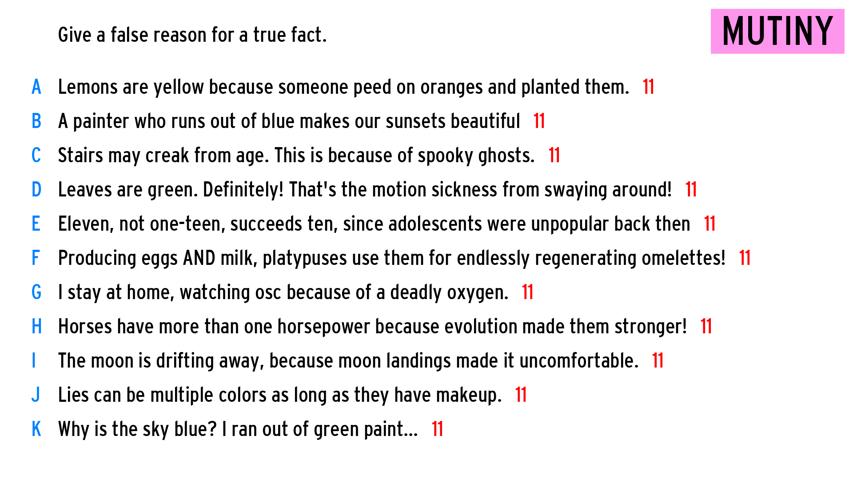 Give a false reason for a true fact.
MUTINY
A Lemons are yellow because someone peed on oranges and planted them. 11
B A painter who runs out of blue makes our sunsets beautiful 11
C Stairs may creak from age. This is because of spooky ghosts. 11
D Leaves are green. Definitely! That's the motion sickness from swaying around! 11
E Eleven, not one-teen, succeeds ten, since adolescents were unpopular back then 11
F Producing eggs AND milk, platypuses use them for endlessly regenerating omelettes! 11
G I stay at home, watching osc because of a deadly oxygen. 11
H Horses have more than one horsepower because evolution made them stronger! 11
I The moon is drifting away, because moon landings made it uncomfortable. 11
J Lies can be multiple colors as long as they have makeup. 11
K Why is the sky blue? I ran out of green paint... 11